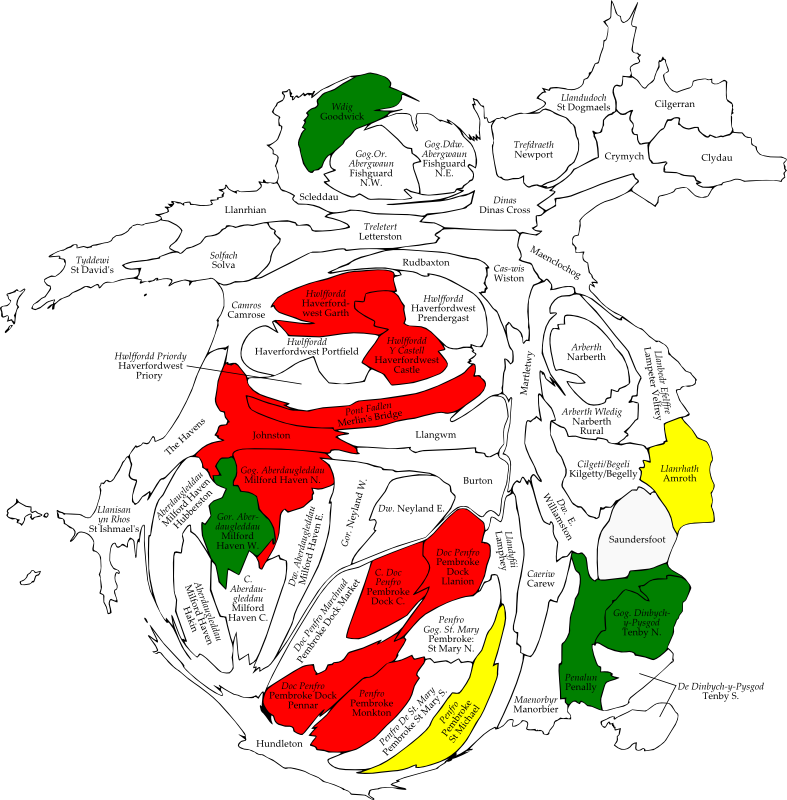 Wdig
Goodwick
Llandudoch
St Dogmaels
Cilgerran
Gog.Or.
Abergwaun
Fishguard
N.W.
Gog.Ddw.
Abergwaun
Fishguard
N.E.
Trefdraeth
Newport
Crymych
Clydau
Scleddau
Llanrhian
Dinas
Dinas Cross
Treletert
Letterston
Tyddewi
St David's
Solfach
Solva
Rudbaxton
Cas-wis
Wiston
Maenclochog
Camros
Camrose
Hwlffordd
Haverford-
west Garth
Hwlffordd
Haverfordwest
Prendergast
Hwlffordd
Haverfordwest Portfield
Hwlffordd
Y Castell
Haverfordwest
Castle
Hwlffordd Priordy
Haverfordwest
Priory
Martletwy
Arberth
Narberth
Llanbedr Efelffre
Lampeter Velfrey
Pont Fadlen
Merlin's Bridge
Arberth Wledig
Narberth
Rural
The Havens
Johnston
Llangwm
Gog. Aberdaugleddau
Milford Haven N.
Cilgeti/Begeli
Kilgetty/Begelly
Llanrhath
Amroth
Burton
Aberdaugleddau
Milford Haven
Hubberston
Llanisan
yn Rhos
St Ishmael's
Gor. Aber-
daugleddau
Milford
Haven W.
Dw. Aberdaugleddau
Milford Haven E.
Gor. Neyland W.
Dw. Neyland E.
Dw. E.
Williamston
Saundersfoot
Llandyfái
Lamphey
Doc Penfro
Pembroke
Dock
Llanion
C. Doc
Penfro
Pembroke
Dock C.
Caeriw
Carew
C.
Aberdau-
gleddau
Milford
Haven C.
Aberdaugleddau
Milford Haven
Hakin
Doc Penfro Marchnad
Pembroke Dock Market
Penfro
Gog. St. Mary
Pembroke:
St Mary N.
Gog. Dinbych-
y-Pysgod
Tenby N.
Doc Penfro
Pembroke Dock
Pennar
Penfro
Pembroke
Monkton
Penfro De St. Mary
Pembroke St Mary S.
Penfro
Pembroke
St Michael
Maenorbyr
Manorbier
Penalun
Penally
De Dinbych-y-Pysgod
Tenby S.
Hundleton